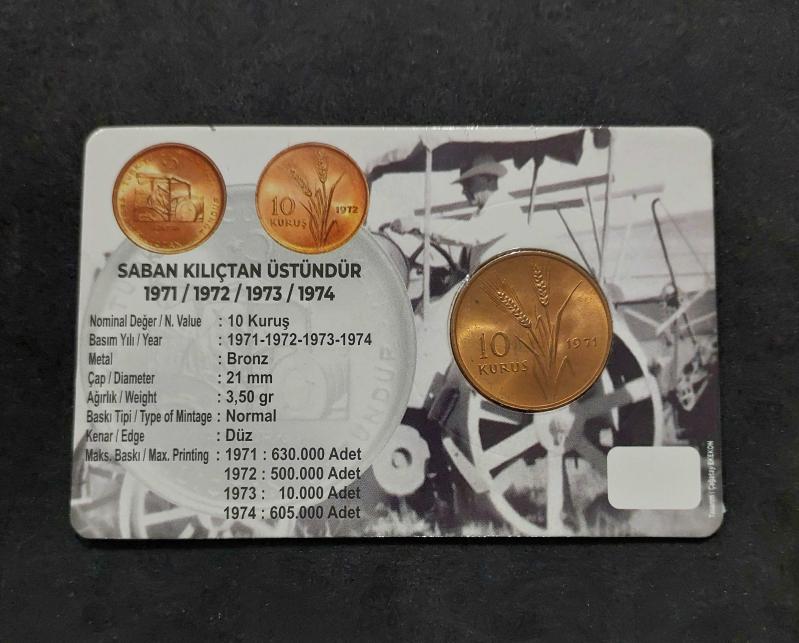 10
KURUŞ
1972
SABAN KILIÇTAN ÜSTÜNDÜR
1971 / 1972 / 1973 / 1974
Nominal Değer / N. Value : 10 Kuruş
Basım Yılı / Year : 1971-1972-1973-1974
Metal : Bronz
Çap / Diameter : 21 mm
Ağırlık / Weight : 3,50 gr
Baskı Tipi / Type of Mintage : Normal
Kenar / Edge : Düz
Maks. Baskı / Max. Printing : 1971 : 630.000 Adet
1972 : 500.000 Adet
1973 : 10.000 Adet
1974 : 605.000 Adet
10
KURUŞ
1971